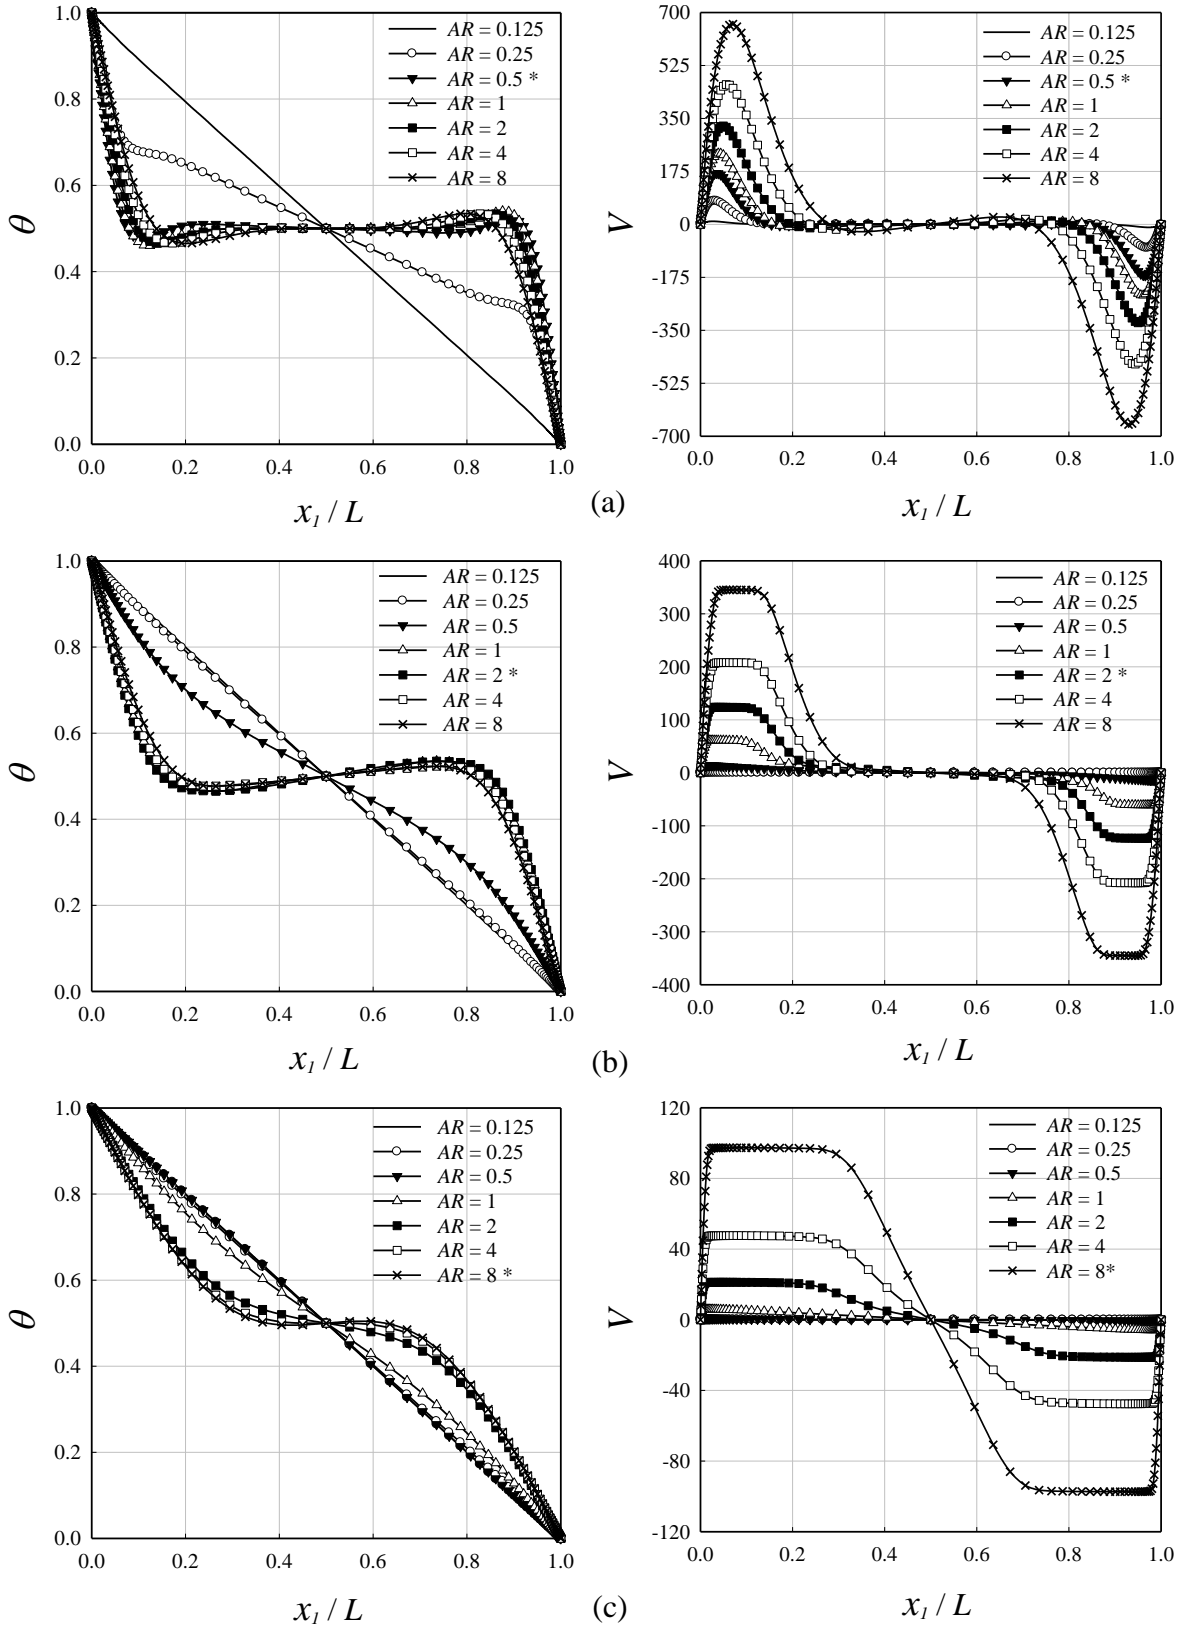 1.0
0.8
0.6
0.4
0.2
0.0
θ
0.0 0.2 0.4 0.6 0.8 1.0
x1 / L
AR = 0.125
AR = 0.25
AR = 0.5 *
AR = 1
AR = 2
AR = 4
AR = 8
700
525
350
175
0
-175
-350
-525
-700
V
0.0 0.2 0.4 0.6 0.8 1.0
x1 / L
AR = 0.125
AR = 0.25
AR = 0.5 *
AR = 1
AR = 2
AR = 4
AR = 8
(a)
1.0
0.8
0.6
0.4
0.2
0.0
θ
0.0 0.2 0.4 0.6 0.8 1.0
x1 / L
AR = 0.125
AR = 0.25
AR = 0.5
AR = 1
AR = 2 *
AR = 4
AR = 8
400
300
200
100
0
-100
-200
-300
-400
V
0.0 0.2 0.4 0.6 0.8 1.0
x1 / L
AR = 0.125
AR = 0.25
AR = 0.5
AR = 1
AR = 2 *
AR = 4
AR = 8
(b)
1.0
0.8
0.6
0.4
0.2
0.0
θ
0.0 0.2 0.4 0.6 0.8 1.0
x1 / L
AR = 0.125
AR = 0.25
AR = 0.5
AR = 1
AR = 2
AR = 4
AR = 8 *
120
80
40
0
-40
-80
-120
V
0.0 0.2 0.4 0.6 0.8 1.0
x1 / L
AR = 0.125
AR = 0.25
AR = 0.5
AR = 1
AR = 2
AR = 4
AR = 8*
(c)